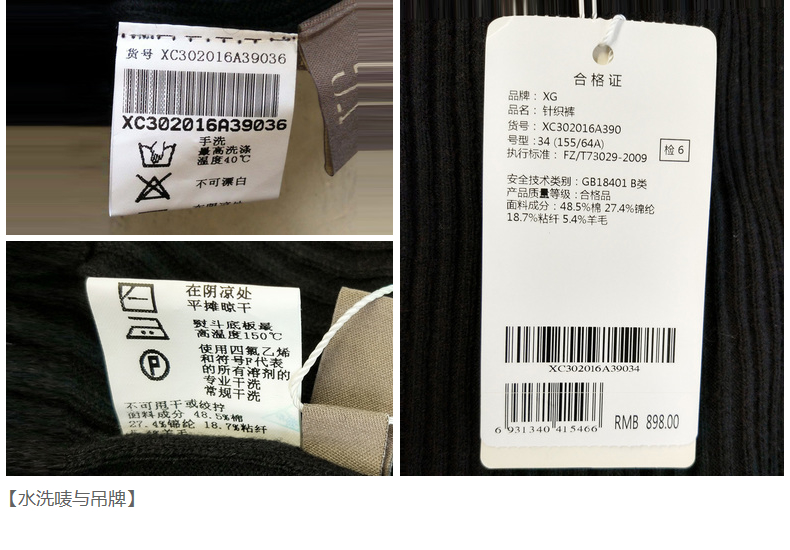 货号 XC302016A39036
XC302016A39036
手洗
最高洗涤
温度40℃
不可漂白
在阴凉处
平摊晾干
熨斗底板最
高温度150℃
使用四氯乙烯
和符号F代表
的所有溶剂的
专业干洗
常规干洗
P
不可用干或绞拧
面料成分 48.5%棉
27.4%锦纶 18.7%粘纤
合格证
品牌: XG
品名: 针织裤
货号: XC302016A390
号型: 34 (155/64A)
执行标准: FZ/T73029-2009
检 6
安全技术类别: GB18401 B类
产品质量等级: 合格品
面料成分: 48.5%棉 27.4%锦纶
18.7%粘纤 5.4%羊毛
XC302016A39034
6 931340 415466
RMB 898.00
【水洗唛与吊牌】